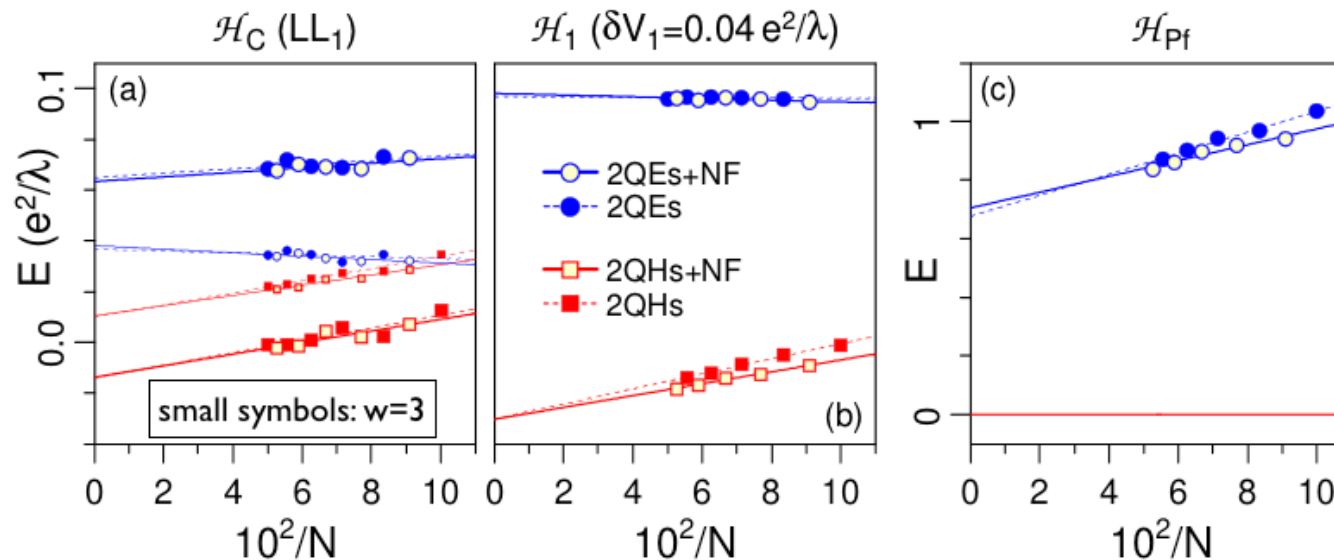 ℋ_C (LL₁)
ℋ₁ (δV₁=0.04 e²/λ)
ℋ_Pf
(a)
(b)
(c)
E (e²/λ)
0.1
0.0
small symbols: w=3
2QEs+NF
2QEs
2QHs+NF
2QHs
E
1
0
0 2 4 6 8 10
0 2 4 6 8 10
0 2 4 6 8 10
10²/N
10²/N
10²/N